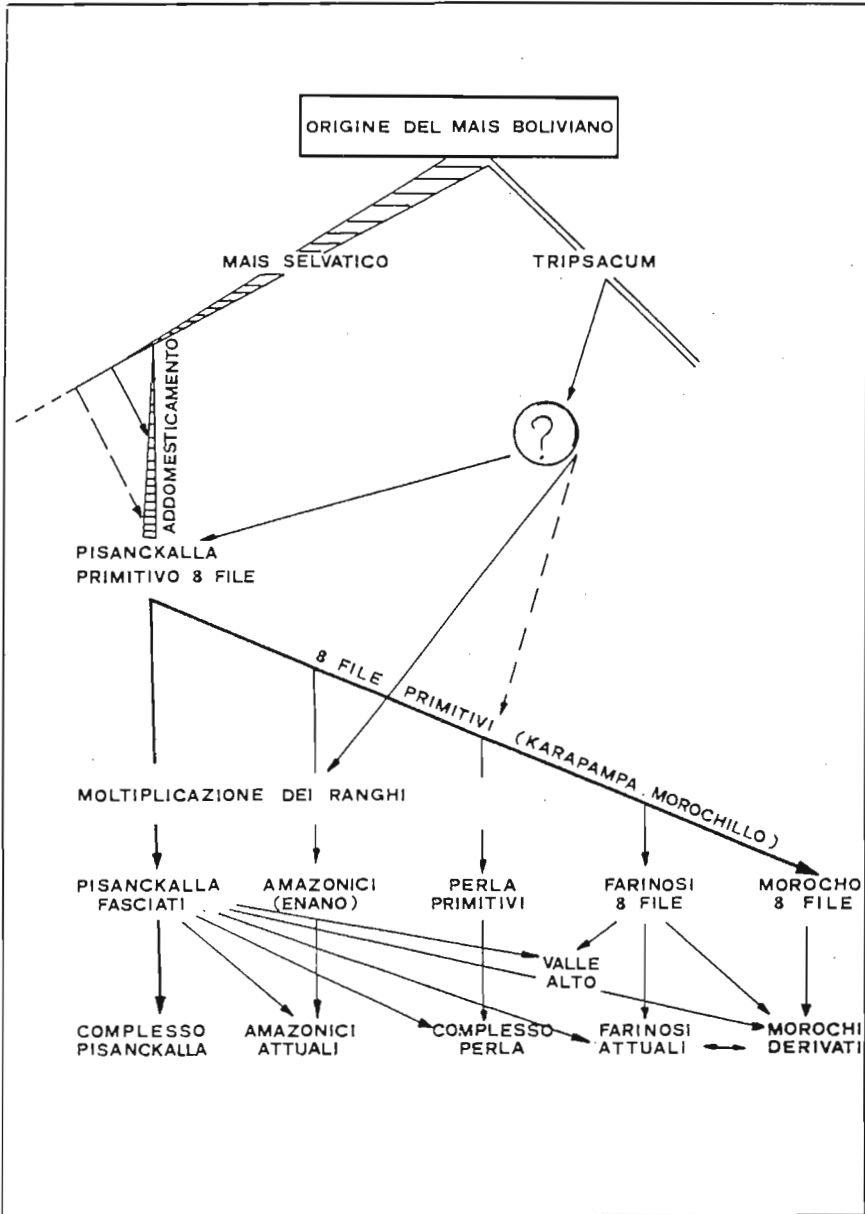 ORIGINE DEL MAIS BOLIVIANO
MAIS SELVATICO
TRIPSACUM
ADDOMESTICAMENTO
?
PISANCKALLA
PRIMITIVO 8 FILE
8 FILE PRIMITIVI (KARAPAMPA. MOROCHILLO)
MOLTIPLICAZIONE DEI RANGHI
PISANCKALLA
FASCIATI
AMAZONICI
(ENANO)
PERLA
PRIMITIVI
FARINOSI
8 FILE
MOROCHO
8 FILE
VALLE
ALTO
COMPLESSO
PISANCKALLA
AMAZONICI
ATTUALI
COMPLESSO
PERLA
FARINOSI
ATTUALI
MOROCHI
DERIVATI